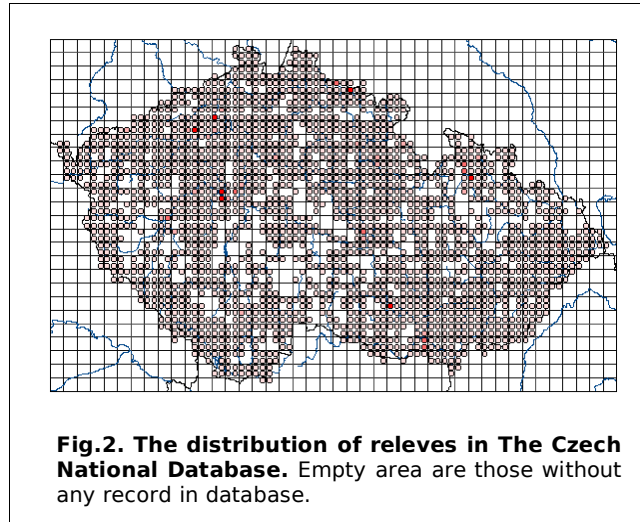 Fig.2. The distribution of releves in The Czech
National Database. Empty area are those without
any record in database.